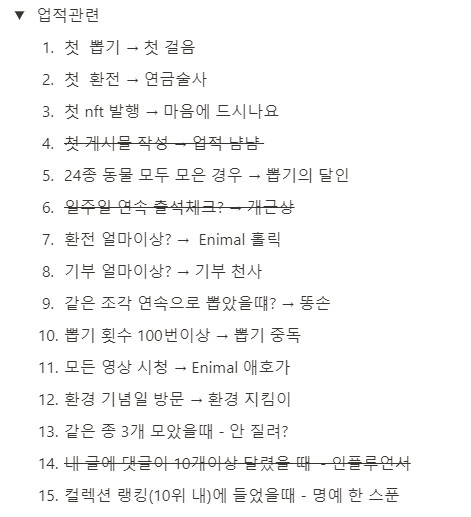 ▼ 업적관련
1. 첫 뽑기 → 첫 걸음
2. 첫 환전 → 연금술사
3. 첫 nft 발행 → 마음에 드시나요
4. 첫 게시물 작성 → 업적 냠냠
5. 24종 동물 모두 모은 경우 → 뽑기의 달인
6. 일주일 연속 출석체크? → 개근상
7. 환전 얼마이상? → Enimal 홀릭
8. 기부 얼마이상? → 기부 천사
9. 같은 조각 연속으로 뽑았을때? → 똥손
10. 뽑기 횟수 100번이상 → 뽑기 중독
11. 모든 영상 시청 → Enimal 애호가
12. 환경 기념일 방문 → 환경 지킴이
13. 같은 종 3개 모았을때 - 안 질려?
14. 내 글에 댓글이 10개이상 달렸을 때 - 인플루언서
15. 컬렉션 랭킹(10위 내)에 들었을때 - 명예 한 스푼